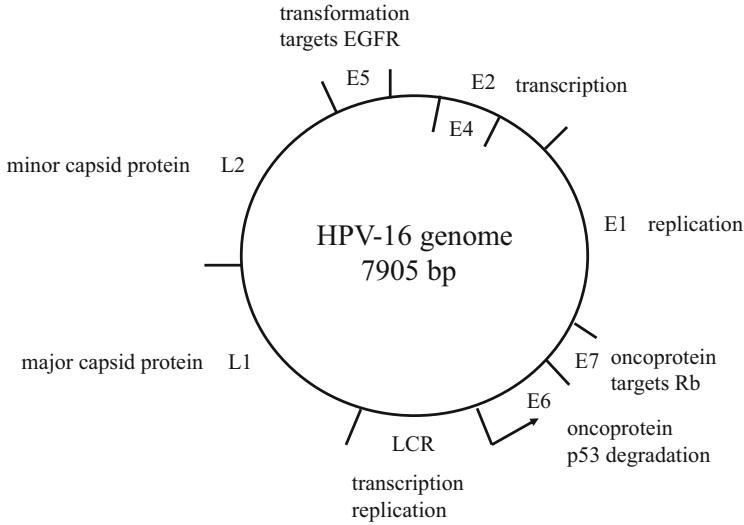 transformation
targets EGFR
E5
E2 transcription
E4
minor capsid protein L2
HPV-16 genome
7905 bp
E1 replication
major capsid protein L1
E7 oncoprotein
targets Rb
E6
oncoprotein
p53 degradation
LCR
transcription
replication